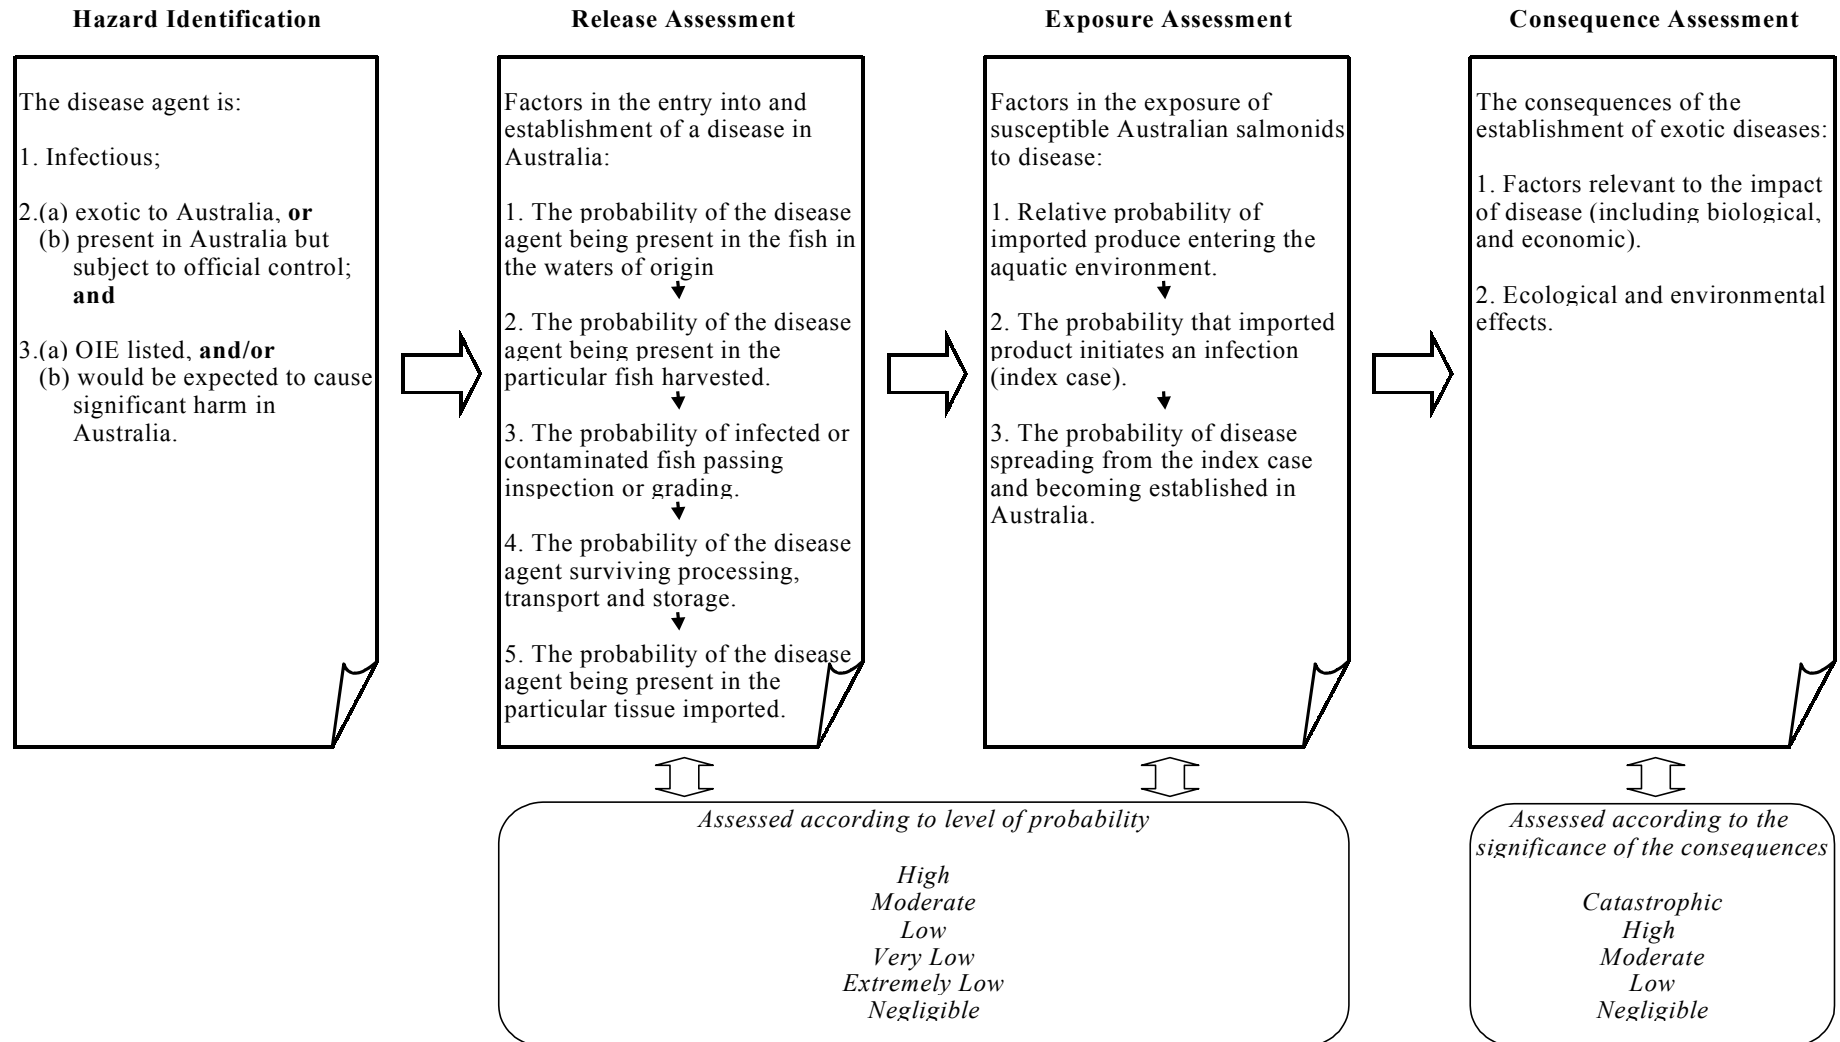 Hazard Identification
The disease agent is:
1. Infectious;
2.(a) exotic to Australia, or
(b) present in Australia but
subject to official control;
and
3.(a) OIE listed, and/or
(b) would be expected to cause
significant harm in
Australia.
Release Assessment
Factors in the entry into and
establishment of a disease in
Australia:
1. The probability of the disease
agent being present in the fish in
the waters of origin
2. The probability of the disease
agent being present in the
particular fish harvested.
3. The probability of infected or
contaminated fish passing
inspection or grading.
4. The probability of the disease
agent surviving processing,
transport and storage.
5. The probability of the disease
agent being present in the
particular tissue imported.
Exposure Assessment
Factors in the exposure of
susceptible Australian salmonids
to disease:
1. Relative probability of
imported produce entering the
aquatic environment.
2. The probability that imported
product initiates an infection
(index case).
3. The probability of disease
spreading from the index case
and becoming established in
Australia.
Assessed according to level of probability
High
Moderate
Low
Very Low
Extremely Low
Negligible
Consequence Assessment
The consequences of the
establishment of exotic diseases:
1. Factors relevant to the impact
of disease (including biological,
and economic).
2. Ecological and environmental
effects.
Assessed according to the
significance of the consequences
Catastrophic
High
Moderate
Low
Negligible